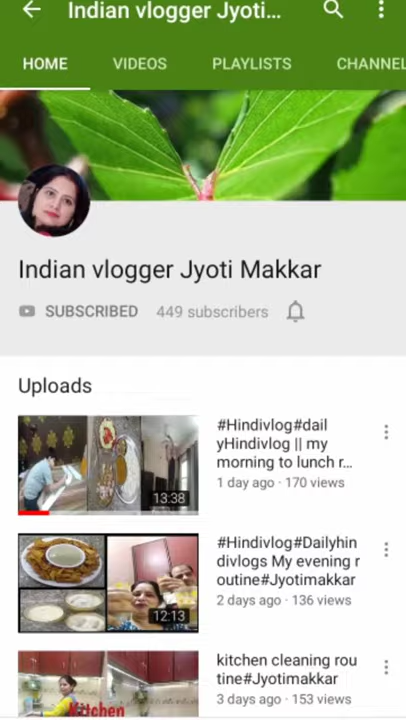 Indian vlogger Jyoti...
HOME VIDEOS PLAYLISTS CHANNEL
Indian vlogger Jyoti Makkar
SUBSCRIBED 449 subscribers
Uploads
#Hindivlog#dail
yHindivlog || my
morning to lunch r...
1 day ago · 170 views
13:38
#Hindivlog#Dailyhin
divlogs My evening r
outine#Jyotimakkar
2 days ago · 136 views
12:13
kitchen cleaning rou
tine#Jyotimakkar
3 days ago · 153 views
Kitchen